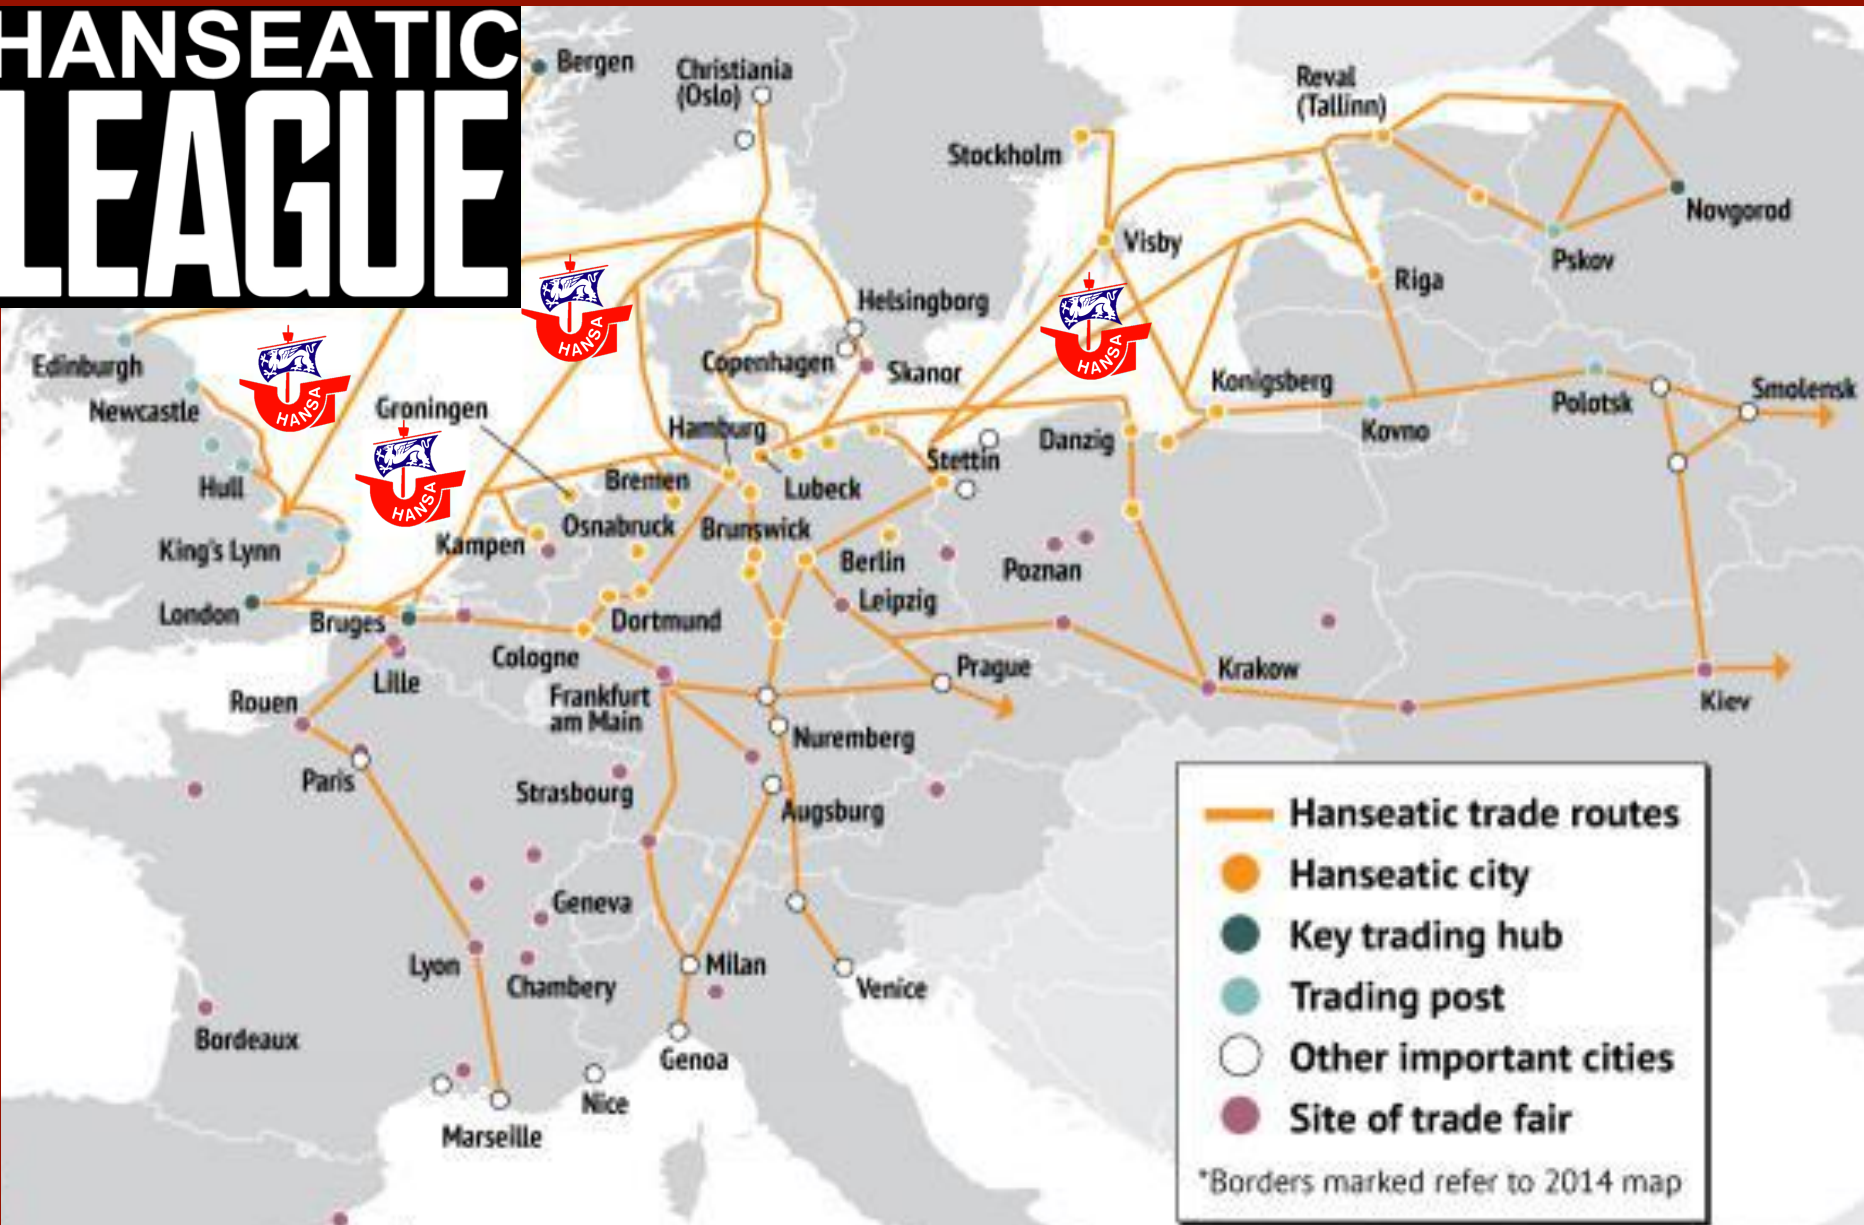 HANSEATIC
LEAGUE
Bergen
Christiania
(Oslo)
Reval
(Tallinn)
Stockholm
Novgorod
Visby
Pskov
Riga
HANSA
HANSA
HANSA
HANSA
Helsingborg
Edinburgh
Copenhagen
Skanor
Konigsberg
Smolensk
Newcastle
Groningen
Polotsk
Hamburg
Danzig
Kovno
Stettin
Hull
Bremen
Lubeck
King's Lynn
Kampen
Osnabruck
Brunswick
Berlin
Poznan
London
Bruges
Dortmund
Leipzig
Cologne
Prague
Krakow
Lille
Rouen
Frankfurt
am Main
Kiev
Nuremberg
Paris
Strasbourg
Augsburg
Geneva
Lyon
Chambery
Milan
Venice
Bordeaux
Genoa
Nice
Marseille
Hanseatic trade routes
Hanseatic city
Key trading hub
Trading post
Other important cities
Site of trade fair
*Borders marked refer to 2014 map